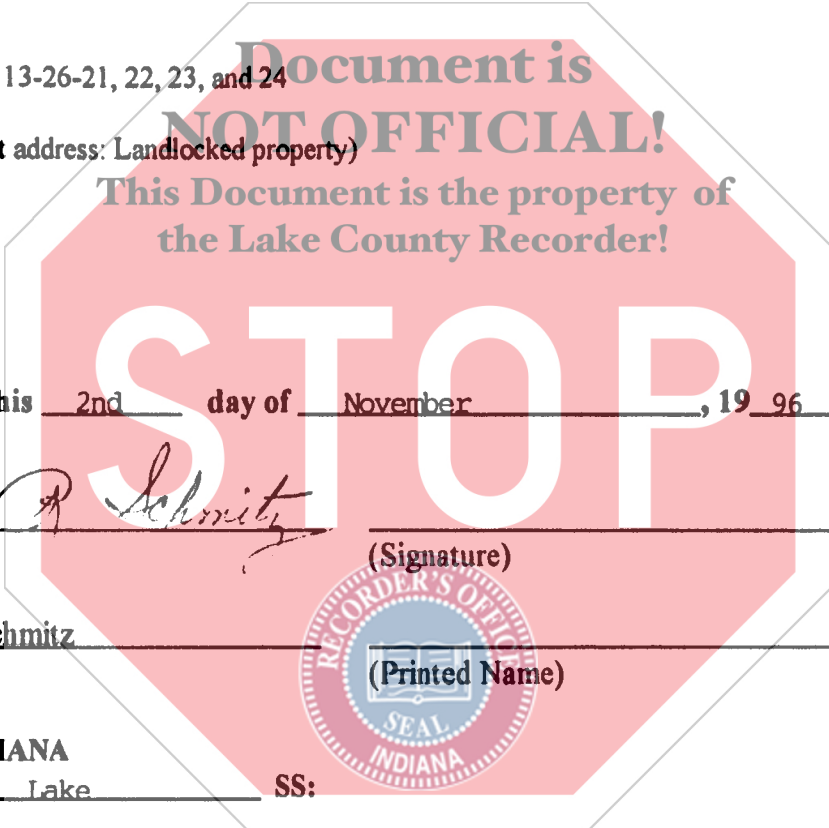 Document is
13-26-21, 22, 23, and 24
NOT OFFICIAL!
t address: Landlocked property)
This Document is the property of
the Lake County Recorder!
STOP
his 2nd day of November, 19 96
R Schmitz
(Signature)
RECORDER'S OFFICE
chmitz
(Printed Name)
SEAL
INDIANA
IANA
Lake SS: